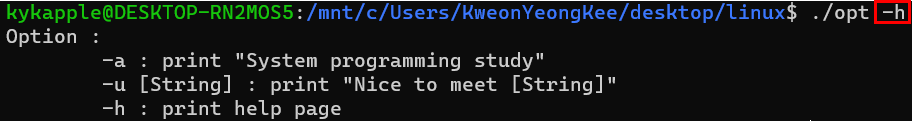 kykapple@DESKTOP-RN2MOS5:/mnt/c/Users/KweonYeongKee/desktop/linux$ ./opt -h
Option :
        -a : print "System programming study"
        -u [String] : print "Nice to meet [String]"
        -h : print help page